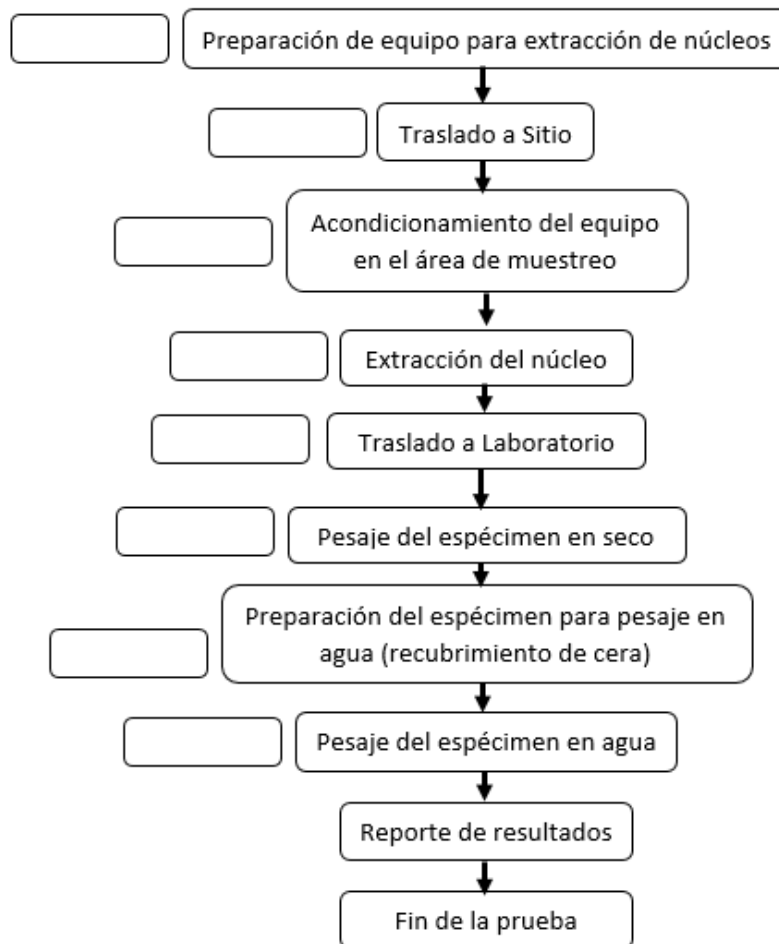 Preparación de equipo para extracción de núcleos
Traslado a Sitio
Acondicionamiento del equipo
en el área de muestreo
Extracción del núcleo
Traslado a Laboratorio
Pesaje del espécimen en seco
Preparación del espécimen para pesaje en
agua (recubrimiento de cera)
Pesaje del espécimen en agua
Reporte de resultados
Fin de la prueba